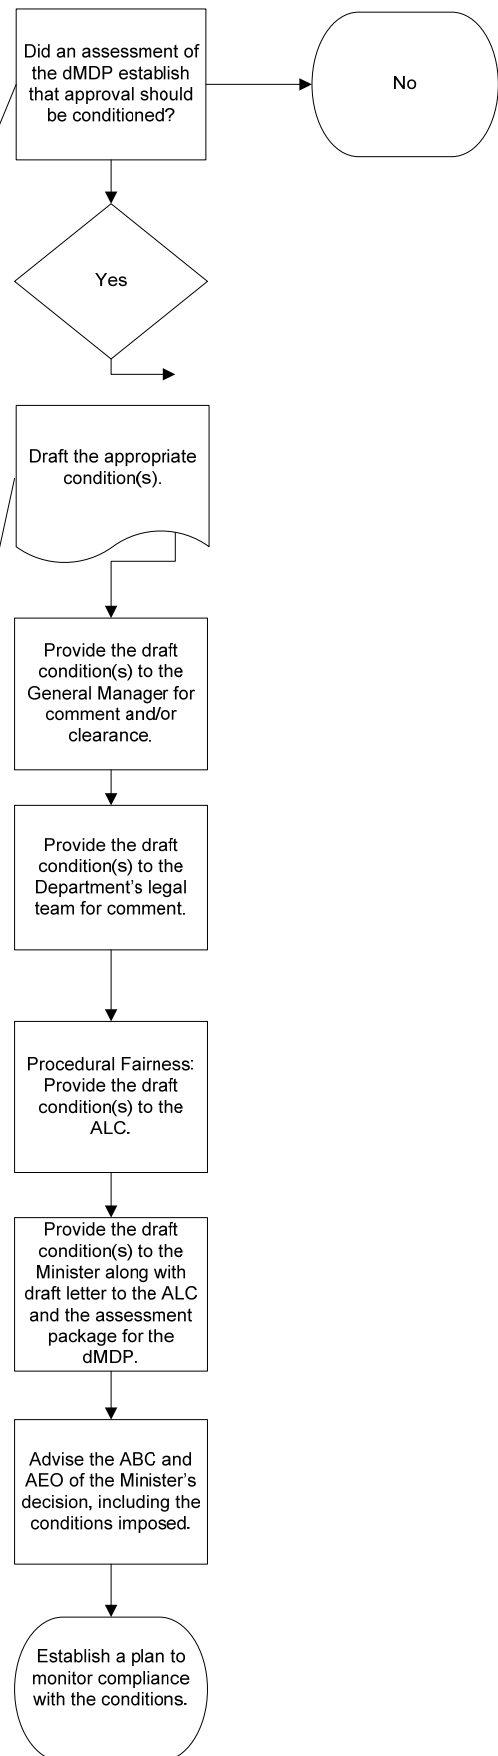 Did an assessment of
the dMDP establish
that approval should
be conditioned?
No
Yes
Draft the appropriate
condition(s).
Provide the draft
condition(s) to the
General Manager for
comment and/or
clearance.
Provide the draft
condition(s) to the
Department's legal
team for comment.
Procedural Fairness:
Provide the draft
condition(s) to the
ALC.
Provide the draft
condition(s) to the
Minister along with
draft letter to the ALC
and the assessment
package for the
dMDP.
Advise the ABC and
AEO of the Minister's
decision, including the
conditions imposed.
Establish a plan to
monitor compliance
with the conditions.